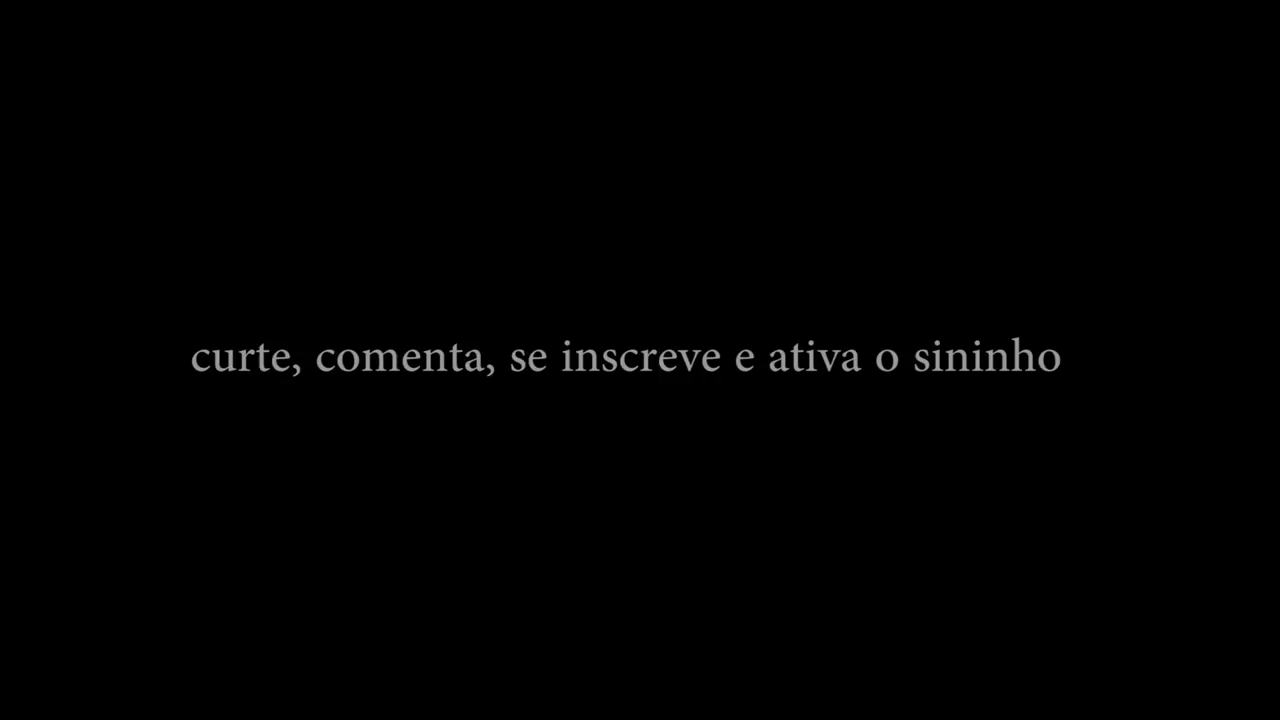 curte, comenta, se inscreve e ativa o sininho